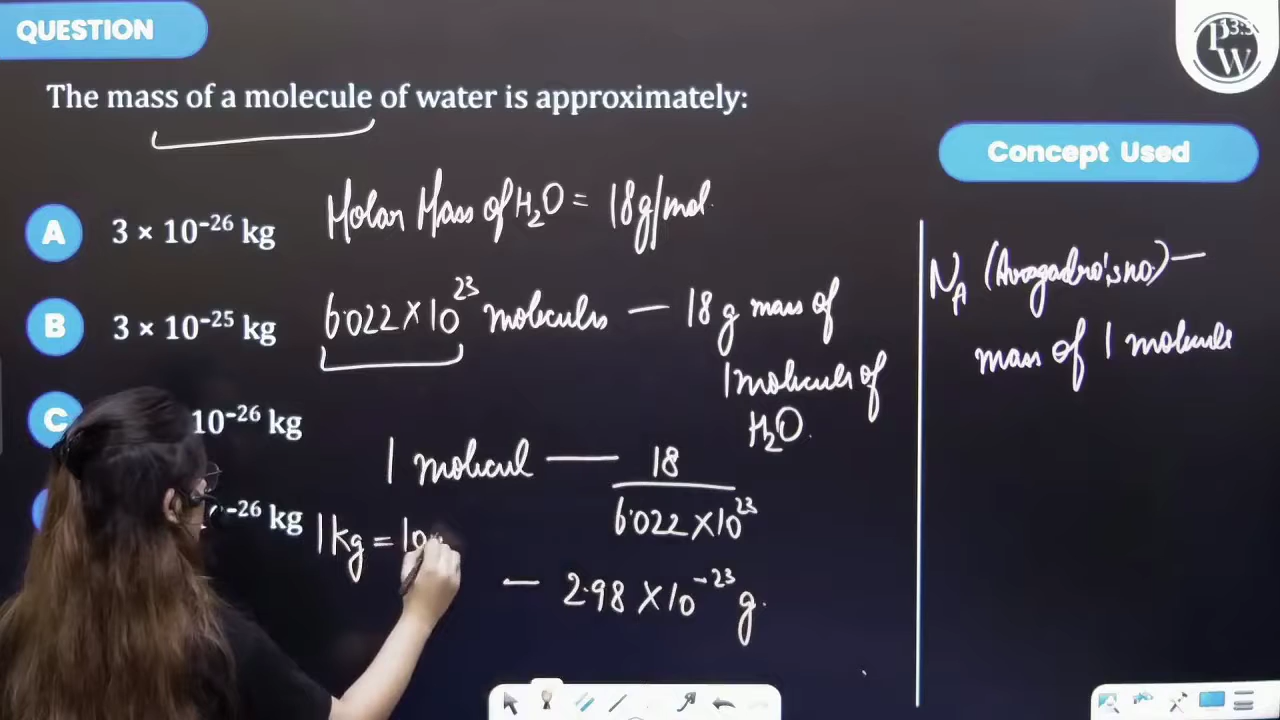 QUESTION
PW 13:5
The mass of a molecule of water is approximately:
Concept Used
A 3 × 10⁻²⁶ kg
Molar Mass of H₂O = 18g/mol.
Nₐ (Avogadro's no.) —
mass of 1 molecule
B 3 × 10⁻²⁵ kg
6.022 × 10²³ molecules — 18 g mass of
1 molecule of
H₂O.
C 10⁻²⁶ kg
1 molecul — 18
6.022 × 10²³
⁻²⁶ kg
1 kg = 10
— 2.98 × 10⁻²³ g.